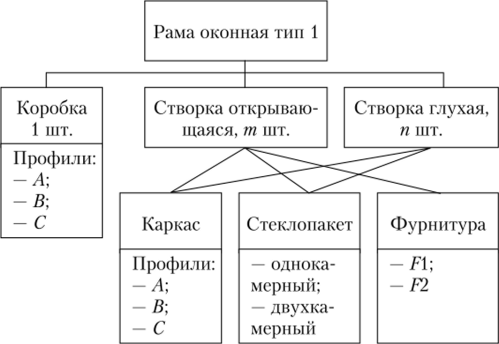 Рама оконная тип 1
Коробка
1 шт.
Профили:
— A;
— B;
— C
Створка открываю-
щаяся, m шт.
Створка глухая,
n шт.
Каркас
Профили:
— A;
— B;
— C
Стеклопакет
— однока-
мерный;
— двухка-
мерный
Фурнитура
— F1;
— F2